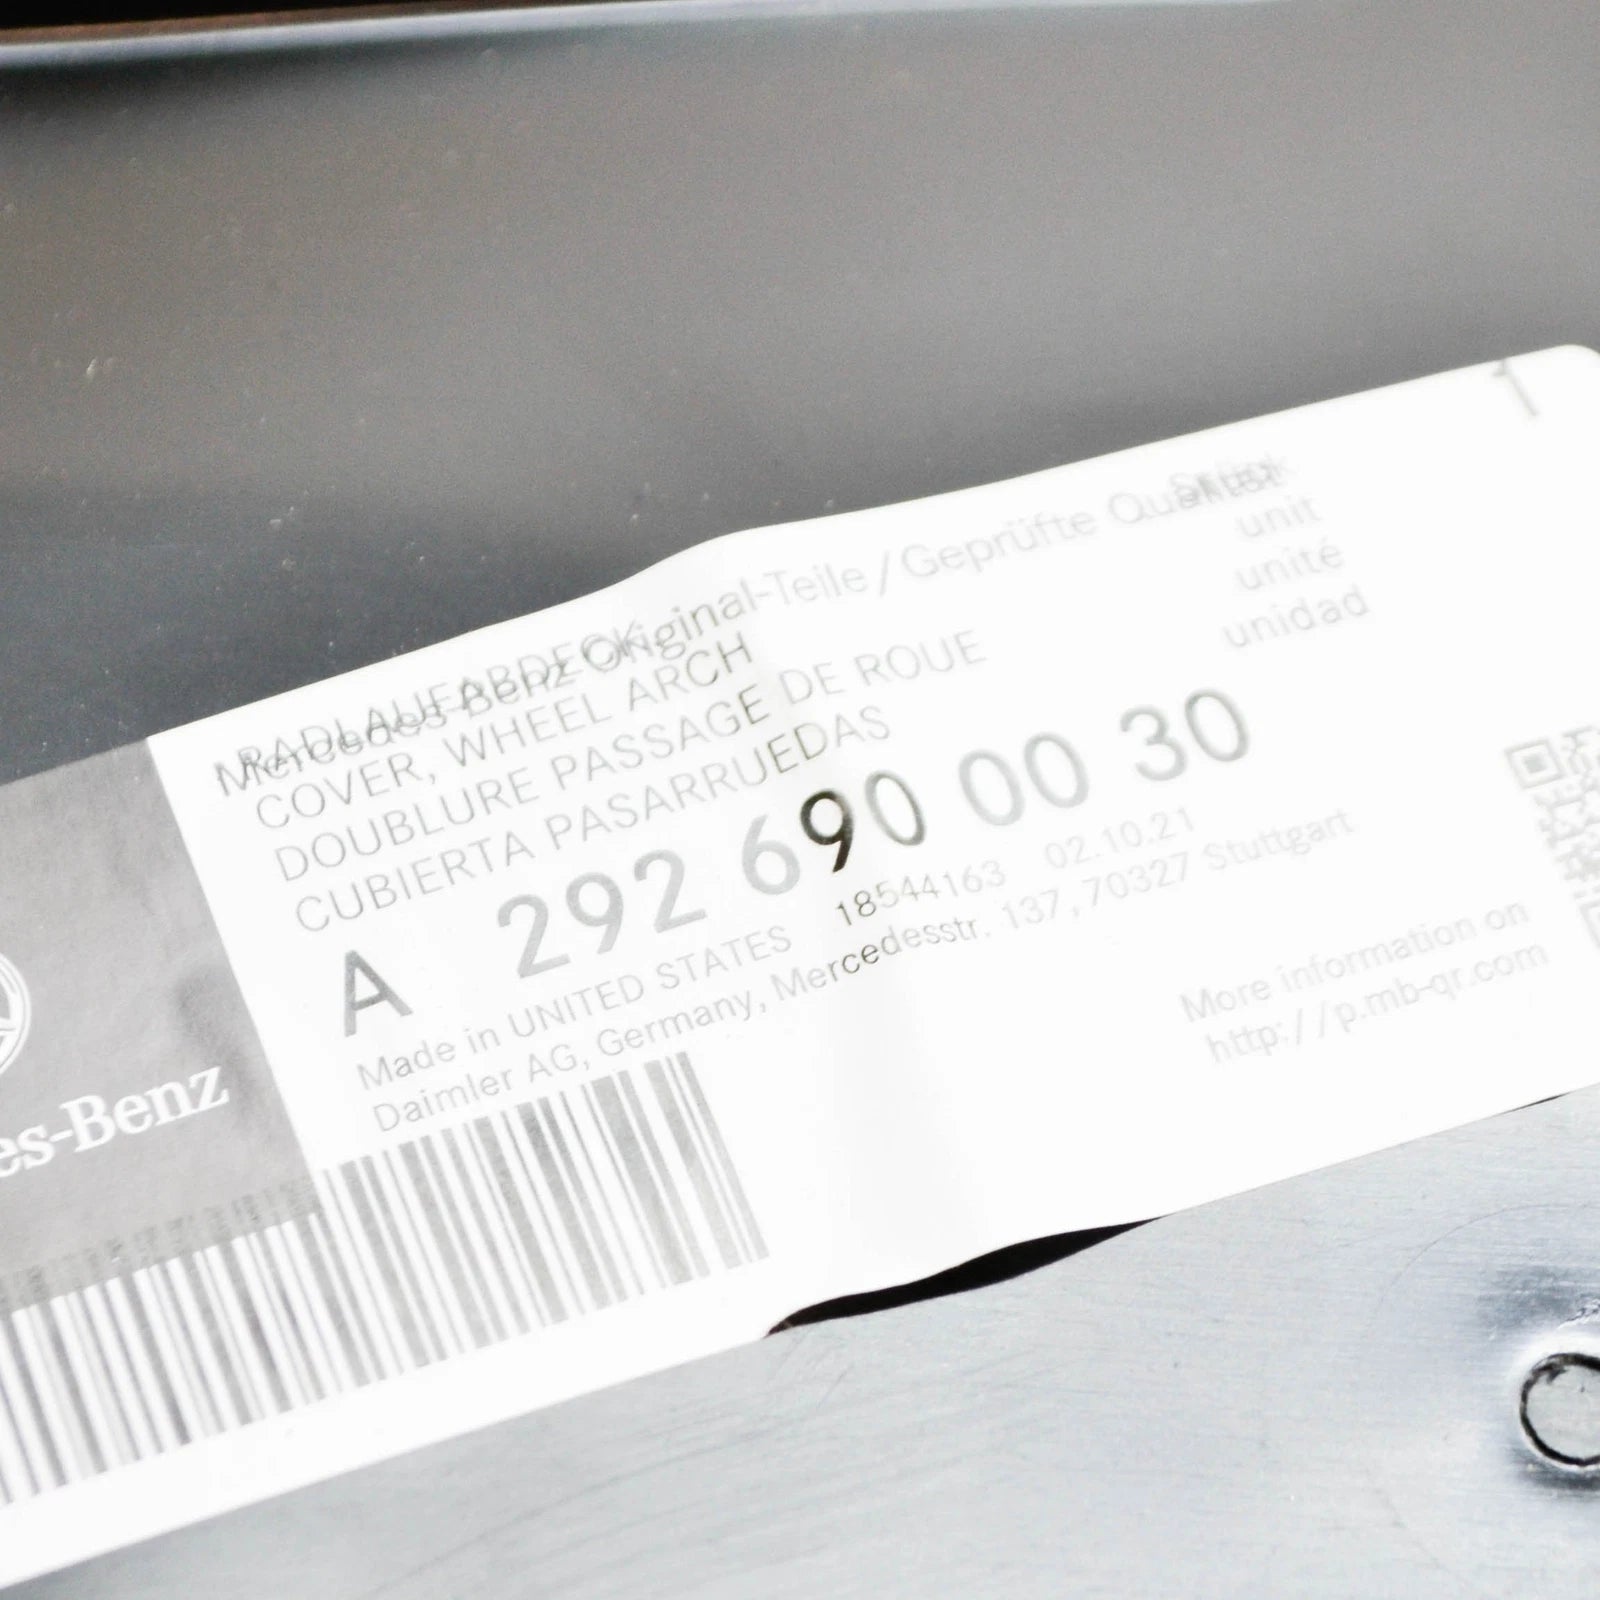 1
Mercedes-Benz Original-Teile / Geprüfte Qualität
Stück
unit
unité
unidad
RADLAUFABDECK.
COVER, WHEEL ARCH
DOUBLURE PASSAGE DE ROUE
CUBIERTA PASARRUEDAS
A 292 690 00 30
Made in UNITED STATES 18544163 02.10.21
Daimler AG, Germany, Mercedesstr. 137, 70327 Stuttgart
More information on
http://p.mb-qr.com
es-Benz